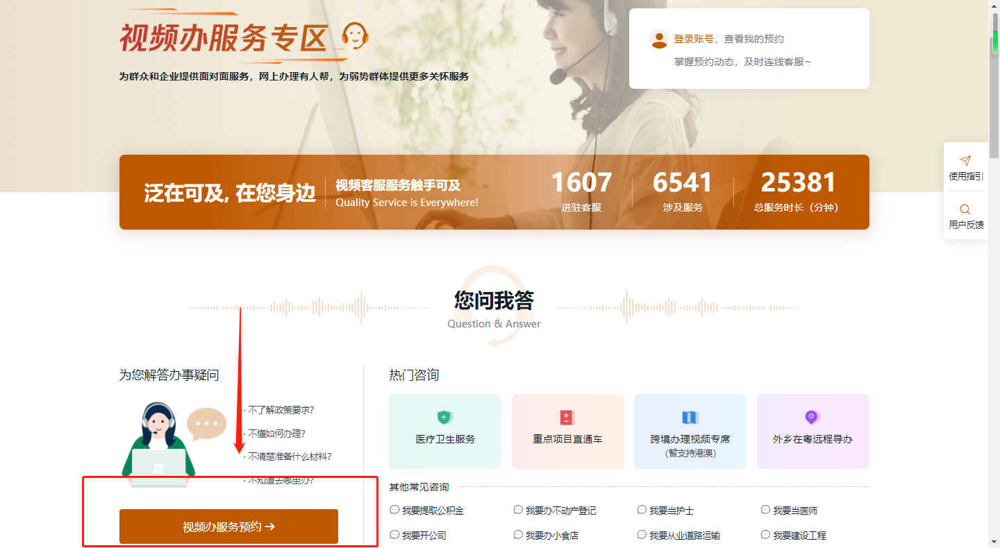 视频办服务专区
为群众和企业提供面对面服务，网上办理有人帮，为弱势群体提供更多关怀服务
登录账号，查看我的预约
掌握预约动态，及时连线客服~
使用指引
用户反馈
泛在可及, 在您身边
视频客服服务触手可及
Quality Service is Everywhere!
1607
进驻客服
6541
涉及服务
25381
总服务时长（分钟）
您问我答
Question & Answer
为您解答办事疑问
· 不了解政策要求?
· 不懂如何办理?
· 不清楚准备什么材料?
· 不知道去哪里办?
视频办服务预约→
热门咨询
医疗卫生服务
重点项目直通车
跨境办理视频专席
（暂支持港澳）
外乡在粤远程导办
其他常见咨询
我要提取公积金
我要办不动产登记
我要当护士
我要当医师
我要开公司
我要办小食店
我要从业道路运输
我要建设工程